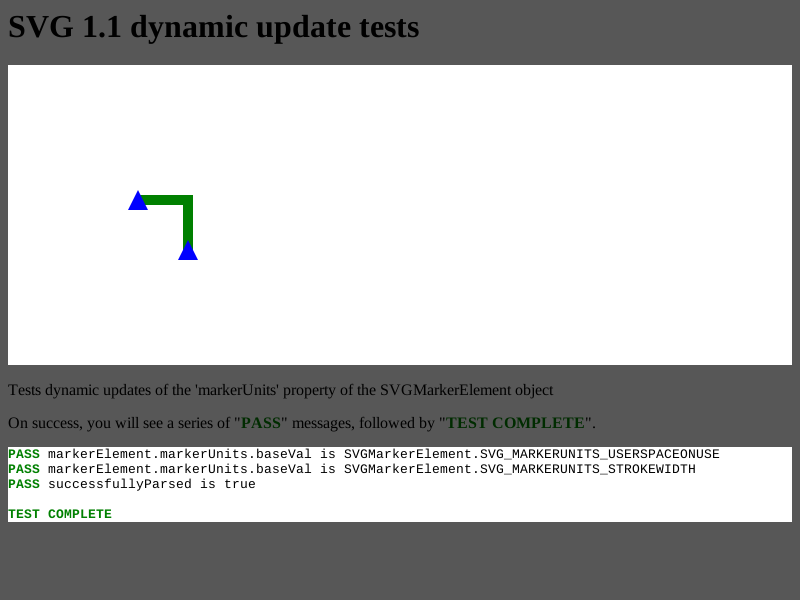 SVG 1.1 dynamic update tests
Tests dynamic updates of the 'markerUnits' property of the SVGMarkerElement object
On success, you will see a series of "PASS" messages, followed by "TEST COMPLETE".
PASS markerElement.markerUnits.baseVal is SVGMarkerElement.SVG_MARKERUNITS_USERSPACEONUSE
PASS markerElement.markerUnits.baseVal is SVGMarkerElement.SVG_MARKERUNITS_STROKEWIDTH
PASS successfullyParsed is true
TEST COMPLETE